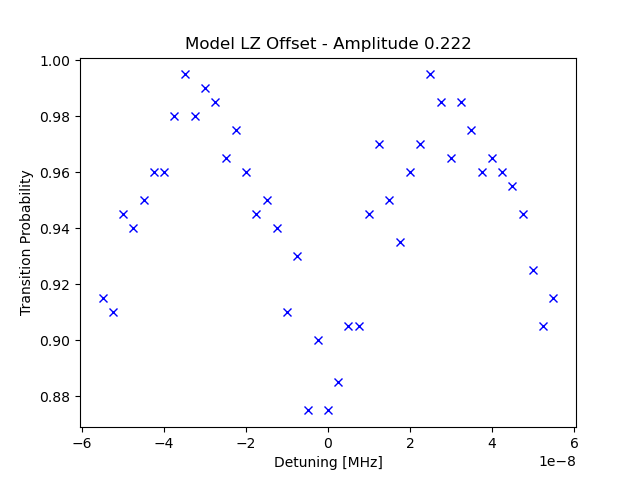 Model LZ Offset - Amplitude 0.222
1.00
0.98
0.96
0.94
0.92
0.90
0.88
Transition Probability
−6 −4 −2 0 2 4 6
1e−8
Detuning [MHz]